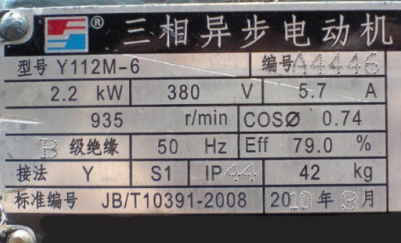 ® 三相异步电动机
型号 Y112M-6 编号 A4446
2.2 kW 380 V 5.7 A
935 r/min COSØ 0.74
B 级绝缘 50 Hz Eff 79.0 %
接法 Y S1 IP 44 42 kg
标准编号 JB/T10391-2008 2010 年 3 月